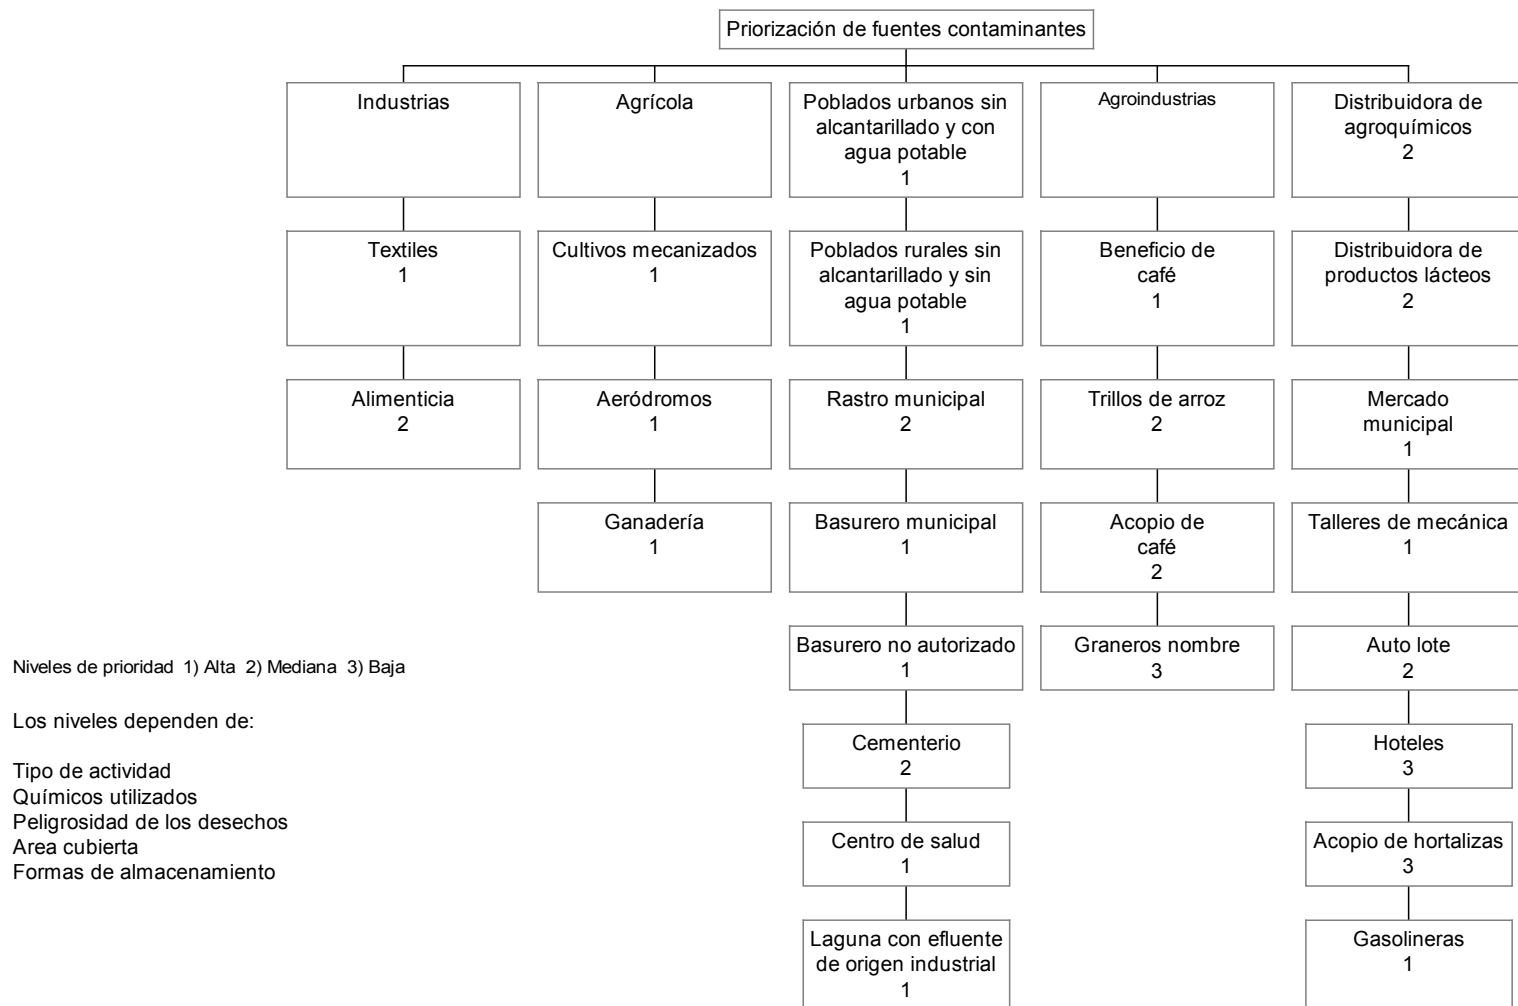 Priorización de fuentes contaminantes
Industrias
Textiles
1
Alimenticia
2
Agrícola
Cultivos mecanizados
1
Aeródromos
1
Ganadería
1
Poblados urbanos sin
alcantarillado y con
agua potable
1
Poblados rurales sin
alcantarillado y sin
agua potable
1
Rastro municipal
2
Basurero municipal
1
Basurero no autorizado
1
Cementerio
2
Centro de salud
1
Laguna con efluente
de origen industrial
1
Agroindustrias
Beneficio de
café
1
Trillos de arroz
2
Acopio de
café
2
Graneros nombre
3
Distribuidora de
agroquímicos
2
Distribuidora de
productos lácteos
2
Mercado
municipal
1
Talleres de mecánica
1
Auto lote
2
Hoteles
3
Acopio de hortalizas
3
Gasolineras
1
Niveles de prioridad 1) Alta 2) Mediana 3) Baja
Los niveles dependen de:
Tipo de actividad
Químicos utilizados
Peligrosidad de los desechos
Area cubierta
Formas de almacenamiento